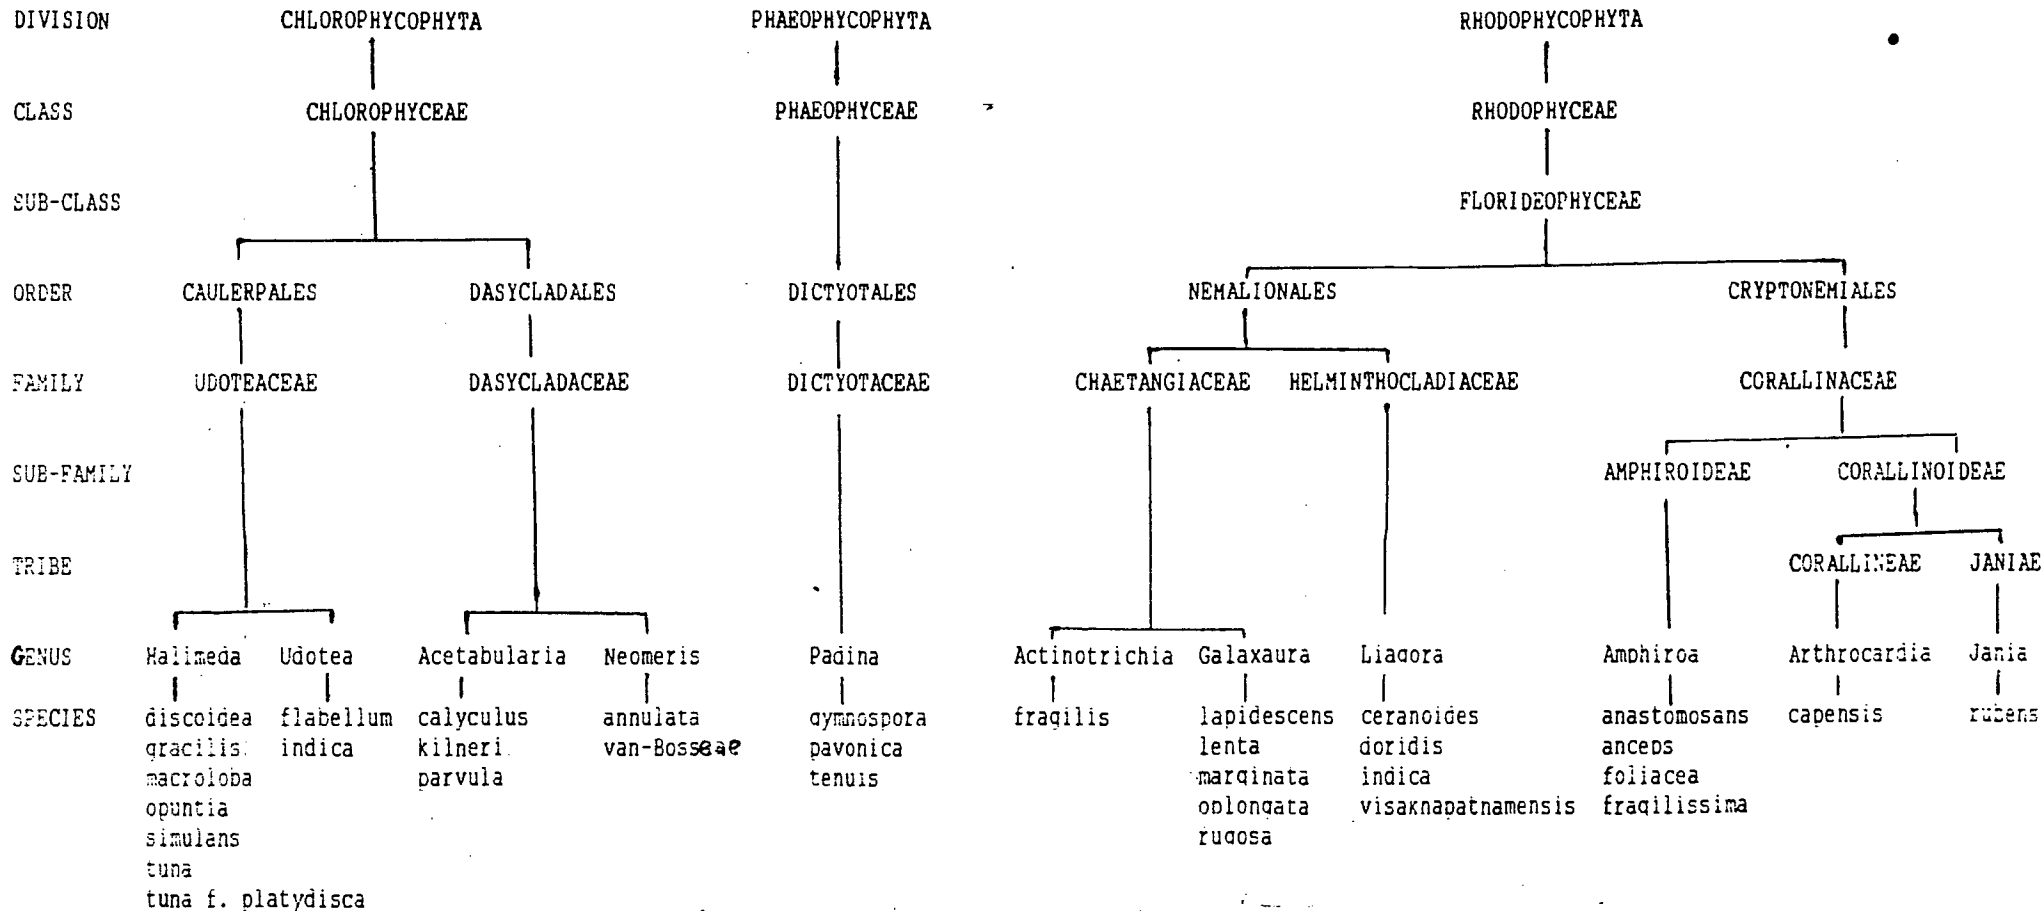 DIVISION CHLOROPHYCOPHYTA PHAEOPHYCOPHYTA RHODOPHYCOPHYTA
CLASS CHLOROPHYCEAE PHAEOPHYCEAE RHODOPHYCEAE
SUB-CLASS FLORIDEOPHYCEAE
ORDER CAULERPALES DASYCLADALES DICTYOTALES NEMALIONALES CRYPTONEMIALES
FAMILY UDOTEACEAE DASYCLADACEAE DICTYOTACEAE CHAETANGIACEAE HELMINTHOCLADIACEAE CORALLINACEAE
SUB-FAMILY AMPHIROIDEAE CORALLINOIDEAE
TRIBE CORALLINEAE JANIAE
GENUS Halimeda Udotea Acetabularia Neomeris Padina Actinotrichia Galaxaura Liagora Amphiroa Arthrocardia Jania
SPECIES discoidea flabellum calyculus annulata gymnospora fragilis lapidescens ceranoides anastomosans capensis rubens
gracilis indica kilneri van-Bosseae pavonica lenta doridis anceps
macroloba parvula tenuis marginata indica foliacea
opuntia oblongata visakhapatnamensis fragilissima
simulans rugosa
tuna
tuna f. platydisca